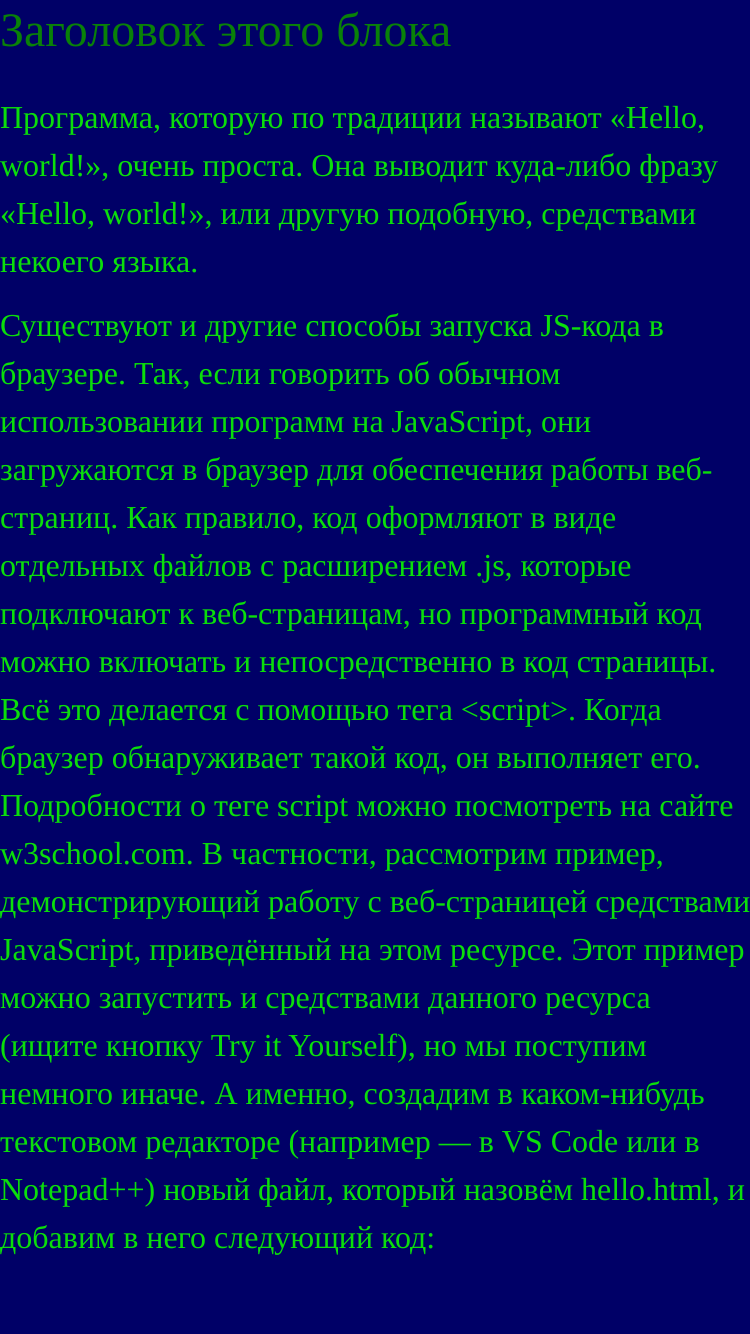 Заголовок этого блока
Программа, которую по традиции называют «Hello,
world!», очень проста. Она выводит куда-либо фразу
«Hello, world!», или другую подобную, средствами
некоего языка.
Существуют и другие способы запуска JS-кода в
браузере. Так, если говорить об обычном
использовании программ на JavaScript, они
загружаются в браузер для обеспечения работы веб-
страниц. Как правило, код оформляют в виде
отдельных файлов с расширением .js, которые
подключают к веб-страницам, но программный код
можно включать и непосредственно в код страницы.
Всё это делается с помощью тега <script>. Когда
браузер обнаруживает такой код, он выполняет его.
Подробности о теге script можно посмотреть на сайте
w3school.com. В частности, рассмотрим пример,
демонстрирующий работу с веб-страницей средствами
JavaScript, приведённый на этом ресурсе. Этот пример
можно запустить и средствами данного ресурса
(ищите кнопку Try it Yourself), но мы поступим
немного иначе. А именно, создадим в каком-нибудь
текстовом редакторе (например — в VS Code или в
Notepad++) новый файл, который назовём hello.html, и
добавим в него следующий код: